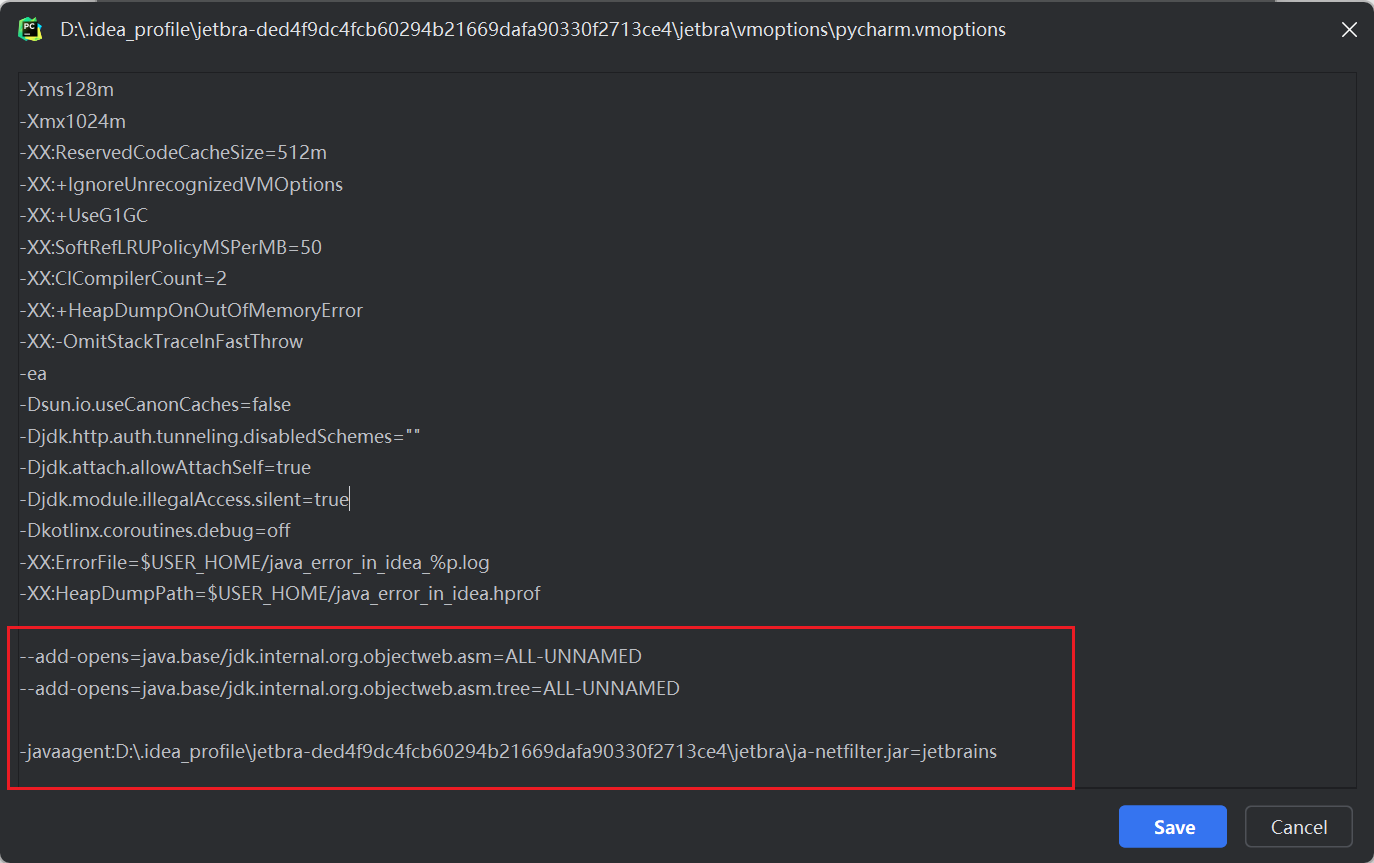 PC
D:\.idea_profile\jetbra-ded4f9dc4fcb60294b21669dafa90330f2713ce4\jetbra\vmoptions\pycharm.vmoptions
-Xms128m
-Xmx1024m
-XX:ReservedCodeCacheSize=512m
-XX:+IgnoreUnrecognizedVMOptions
-XX:+UseG1GC
-XX:SoftRefLRUPolicyMSPerMB=50
-XX:CICompilerCount=2
-XX:+HeapDumpOnOutOfMemoryError
-XX:-OmitStackTraceInFastThrow
-ea
-Dsun.io.useCanonCaches=false
-Djdk.http.auth.tunneling.disabledSchemes=""
-Djdk.attach.allowAttachSelf=true
-Djdk.module.illegalAccess.silent=true
-Dkotlinx.coroutines.debug=off
-XX:ErrorFile=$USER_HOME/java_error_in_idea_%p.log
-XX:HeapDumpPath=$USER_HOME/java_error_in_idea.hprof
--add-opens=java.base/jdk.internal.org.objectweb.asm=ALL-UNNAMED
--add-opens=java.base/jdk.internal.org.objectweb.asm.tree=ALL-UNNAMED
-javaagent:D:\.idea_profile\jetbra-ded4f9dc4fcb60294b21669dafa90330f2713ce4\jetbra\ja-netfilter.jar=jetbrains
Save
Cancel